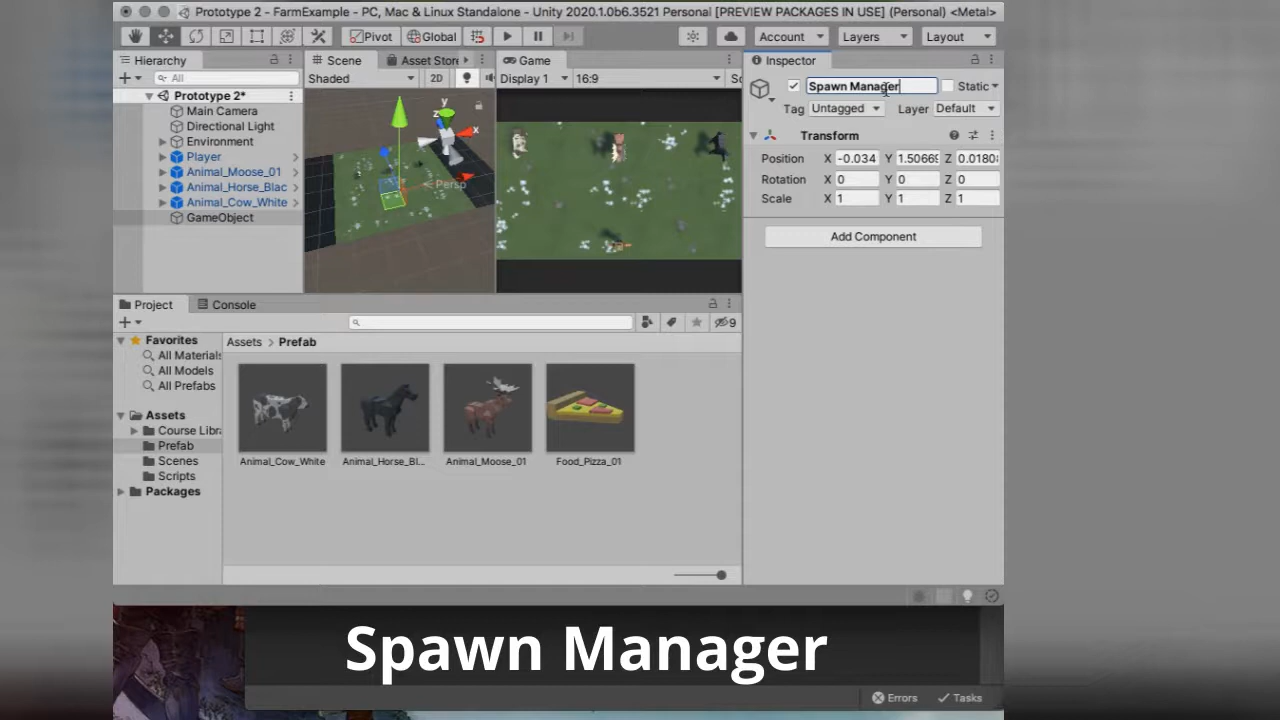 Prototype 2 - FarmExample - PC, Mac & Linux Standalone - Unity 2020.1.0b6.3521 Personal [PREVIEW PACKAGES IN USE] (Personal) <Metal>
Pivot Global Account Layers Layout
Hierarchy
All
Prototype 2*
Main Camera
Directional Light
Environment
Player
Animal_Moose_01
Animal_Horse_Blac
Animal_Cow_White
GameObject
Scene Asset Store
Shaded 2D
y
z x
Persp
Game
Display 1 16:9 Sc
Inspector
Spawn Manager Static
Tag Untagged Layer Default
Transform
Position X -0.034 Y 1.5066 Z 0.0180
Rotation X 0 Y 0 Z 0
Scale X 1 Y 1 Z 1
Add Component
Project Console
9
Favorites
All Materials
All Models
All Prefabs
Assets
Course Libr
Prefab
Scenes
Scripts
Packages
Assets > Prefab
Animal_Cow_White Animal_Horse_Bl... Animal_Moose_01 Food_Pizza_01
Spawn Manager
Errors Tasks